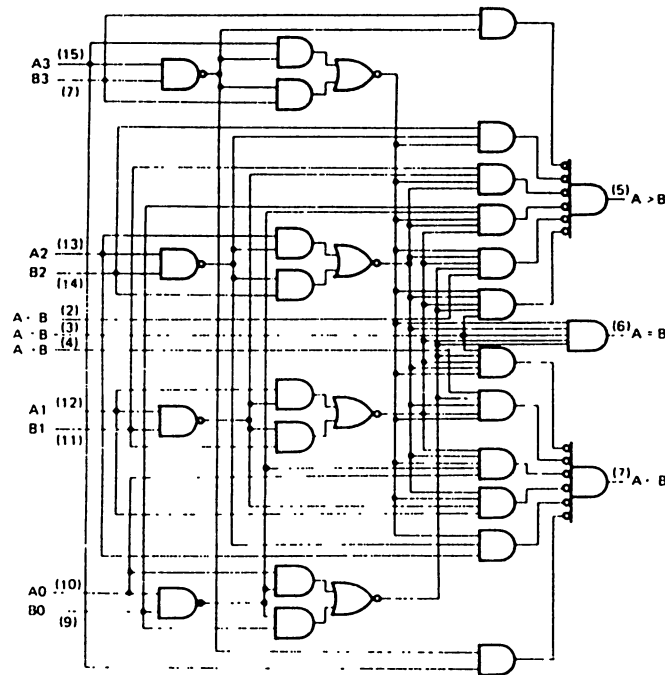 A3 (15)
B3
(7)
A2 (13)
B2
(14)
A · B (2)
A · B (3)
A · B (4)
A1 (12)
B1
(11)
A0 (10)
B0
(9)
(5) A > B
(6) A = B
(7) A · B